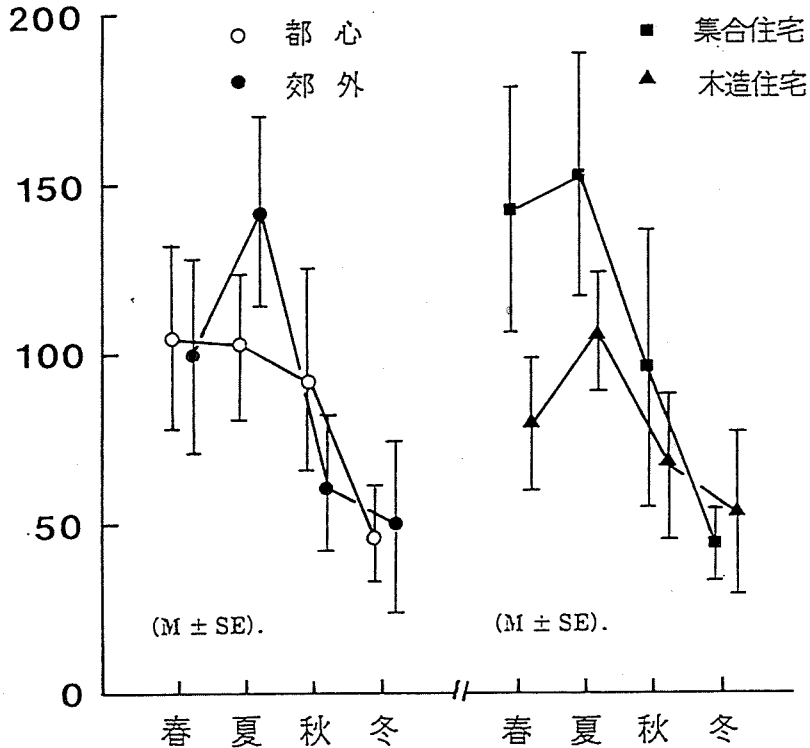 200
150
100
50
0
○ 都心
● 郊外
■ 集合住宅
▲ 木造住宅
(M ± SE).
(M ± SE).
春 夏 秋 冬
春 夏 秋 冬